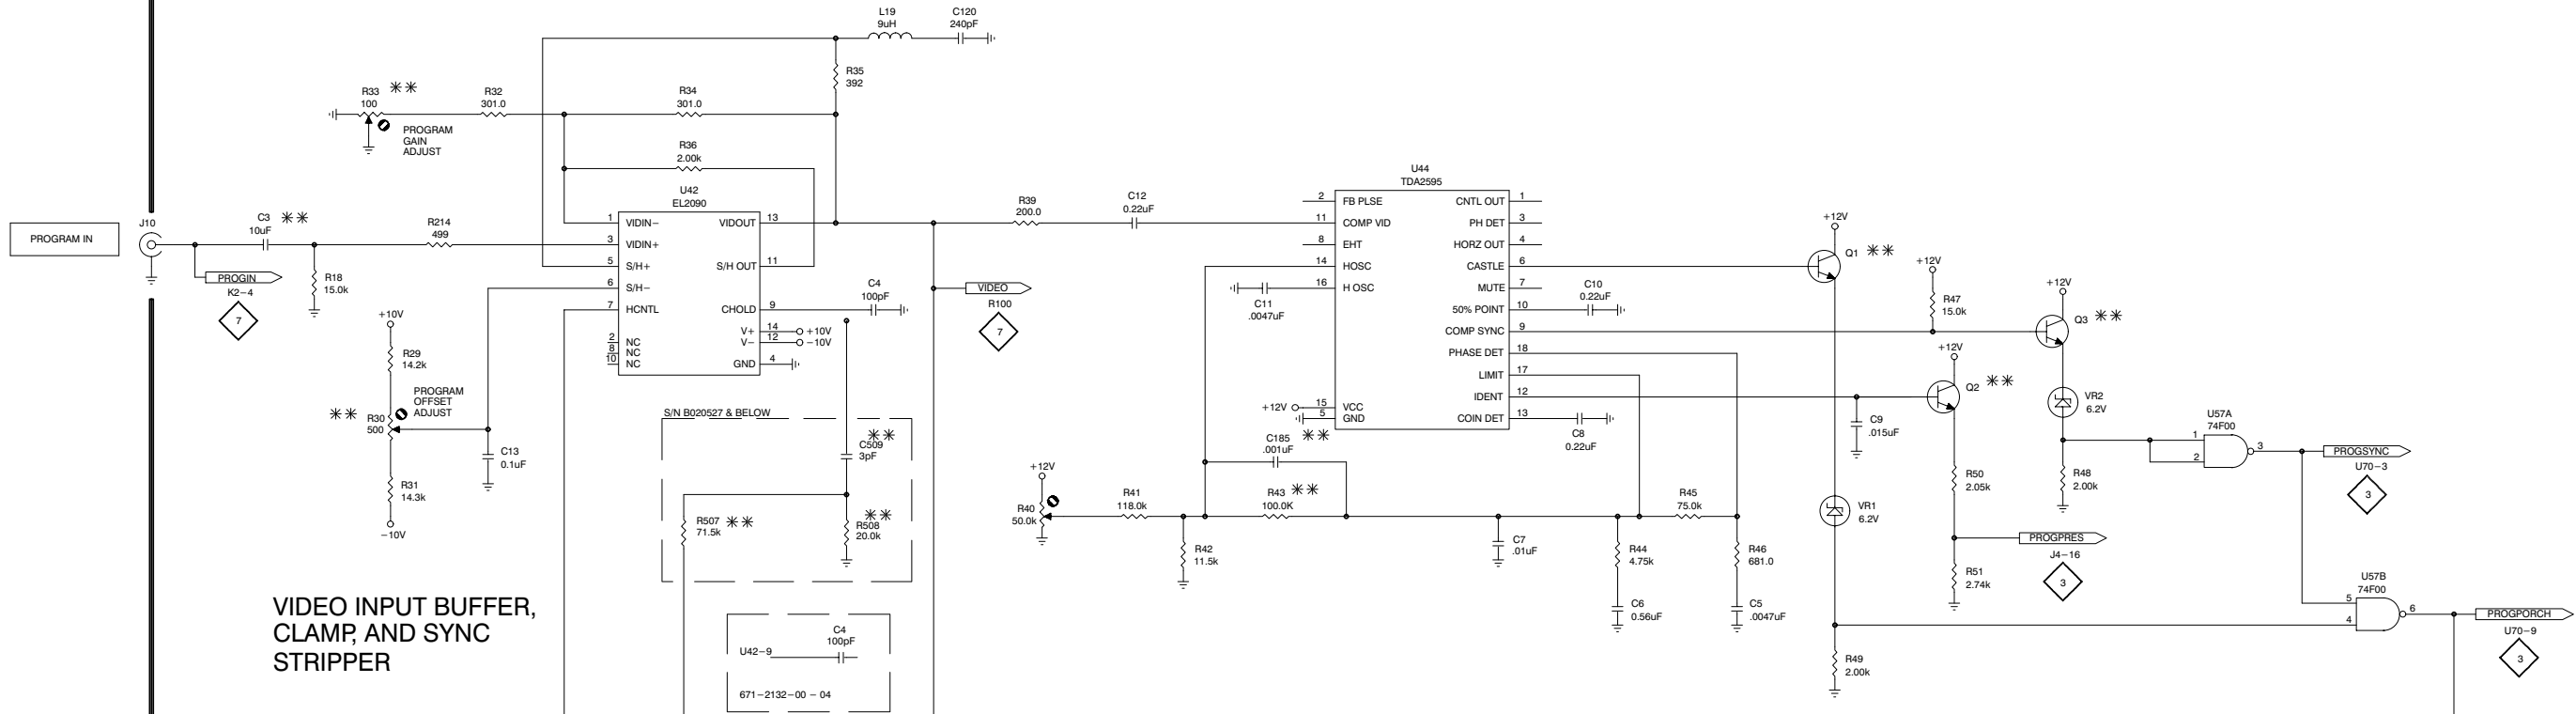 L19
9uH
C120
240pF
R35
392
R33
100
**
PROGRAM
GAIN
ADJUST
R32
301.0
R34
301.0
R36
2.00k
U42
EL2090
1
VIDIN−
VIDOUT
13
3
VIDIN+
5
S/H+
S/H OUT
11
6
S/H−
7
HCNTL
CHOLD
9
V+
14
+10V
V−
12
−10V
2
NC
8
NC
10
NC
GND
4
PROGRAM IN
J10
C3
10uF
**
R214
499
PROGIN
K2−4
7
R18
15.0k
+10V
R29
14.2k
**
R30
500
PROGRAM
OFFSET
ADJUST
R31
14.3k
−10V
C13
0.1uF
C4
100pF
VIDEO
R100
7
R39
200.0
C12
0.22uF
S/N B020527 & BELOW
**
C509
3pF
R507
71.5k
**
**
R508
20.0k
C4
100pF
U42−9
671−2132−00 − 04
VIDEO INPUT BUFFER,
CLAMP, AND SYNC
STRIPPER
U44
TDA2595
2
FB PLSE
CNTL OUT
1
11
COMP VID
PH DET
3
8
EHT
HORZ OUT
4
14
HOSC
CASTLE
6
16
H OSC
MUTE
7
50% POINT
10
COMP SYNC
9
PHASE DET
18
LIMIT
17
IDENT
12
+12V
15
VCC
5
GND
COIN DET
13
C11
.0047uF
C10
0.22uF
C8
0.22uF
C185
.001uF
**
+12V
R40
50.0k
R41
118.0k
R43
100.0K
**
R42
11.5k
C7
.01uF
R44
4.75k
C6
0.56uF
R45
75.0k
R46
681.0
C5
.0047uF
+12V
Q1
**
+12V
R47
15.0k
+12V
Q3
**
+12V
Q2
**
C9
.015uF
VR2
6.2V
VR1
6.2V
R50
2.05k
R48
2.00k
R51
2.74k
R49
2.00k
PROGPRES
J4−16
3
U57A
74F00
1
2
3
PROGSYNC
U70−3
3
U57B
74F00
5
4
6
PROGPORCH
U70−9
3